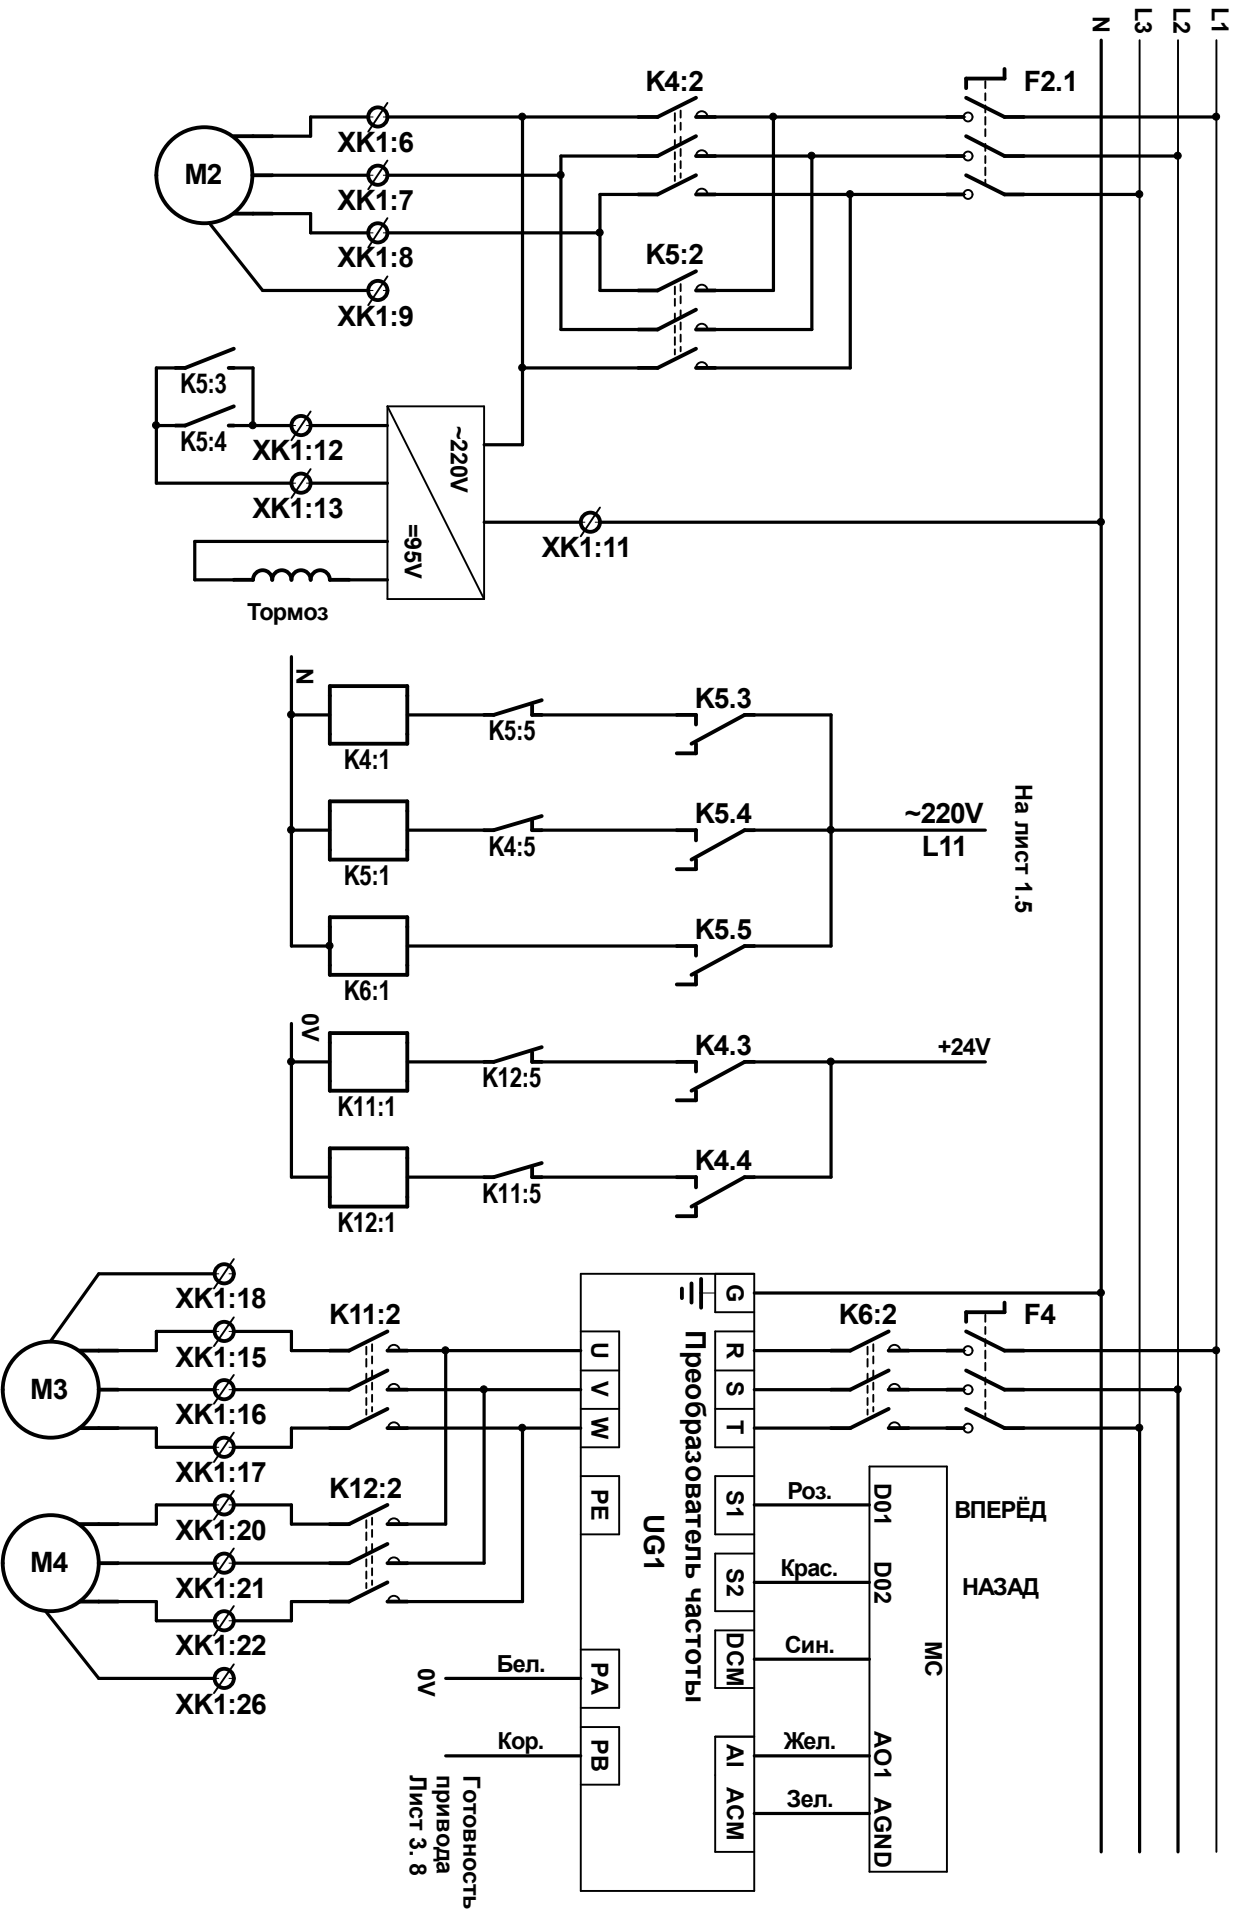 N
L3
L2
L1
K4:2
F2.1
XK1:6
M2
XK1:7
XK1:8
K5:2
XK1:9
K5:3
K5:4
XK1:12
XK1:13
~220V
=95V
XK1:11
Тормоз
N
K4:1
K5:5
K5.3
K5:1
K4:5
K5.4
~220V
L11
На лист 1.5
K6:1
K5.5
0V
K11:1
K12:5
K4.3
+24V
K12:1
K11:5
K4.4
XK1:18
M3
XK1:15
XK1:16
XK1:17
K11:2
M4
XK1:20
XK1:21
XK1:22
XK1:26
K12:2
K6:2
F4
G
R
S
T
U
V
W
PE
S1
S2
DCM
AI
ACM
PA
PB
Преобразователь частоты
UG1
Роз.
Крас.
Син.
Жел.
Зел.
D01
D02
MC
AO1
AGND
ВПЕРЁД
НАЗАД
Бел.
0V
Кор.
Готовность
привода
Лист 3. 8